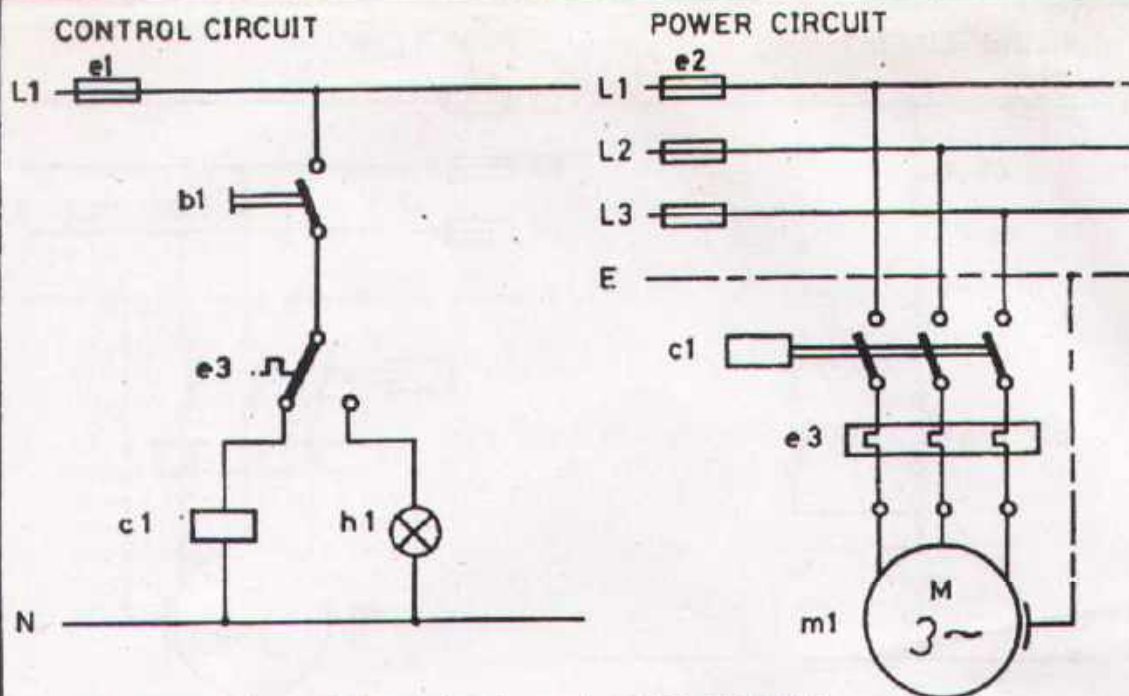 CONTROL CIRCUIT
e1
L1
b1
e3
c1
h1
N
POWER CIRCUIT
e2
L1
L2
L3
E
c1
e3
M
3~
m1